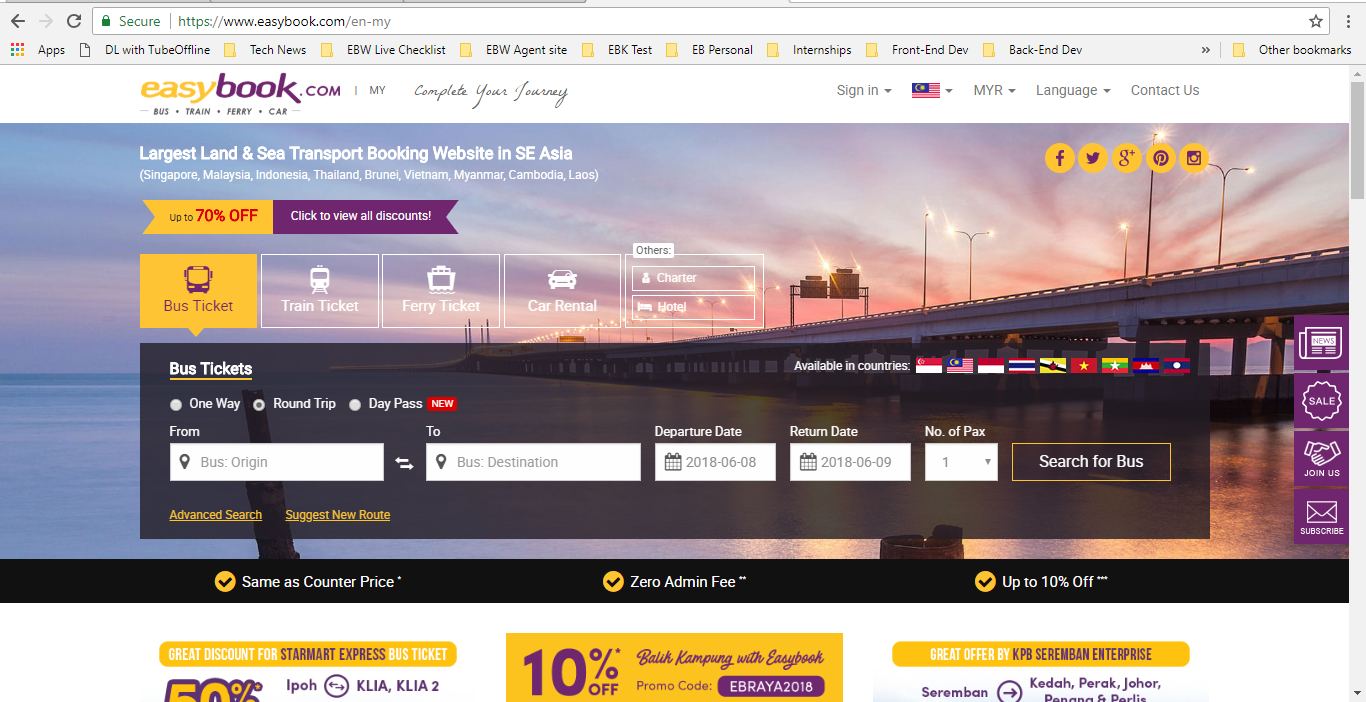 Secure
https://www.easybook.com/en-my
Apps
DL with TubeOffline
Tech News
EBW Live Checklist
EBW Agent site
EBK Test
EB Personal
Internships
Front-End Dev
Back-End Dev
»
Other bookmarks
easybook.COM
BUS • TRAIN • FERRY • CAR
MY
Complete Your Journey
Sign in
MYR
Language
Contact Us
Largest Land & Sea Transport Booking Website in SE Asia
(Singapore, Malaysia, Indonesia, Thailand, Brunei, Vietnam, Myanmar, Cambodia, Laos)
Up to 70% OFF
Click to view all discounts!
Bus Ticket
Train Ticket
Ferry Ticket
Car Rental
Others:
Charter
Hotel
Bus Tickets
Available in countries:
One Way
Round Trip
Day Pass NEW
From
To
Departure Date
Return Date
No. of Pax
Bus: Origin
Bus: Destination
2018-06-08
2018-06-09
1
Search for Bus
Advanced Search
Suggest New Route
NEWS
SALE
JOIN US
SUBSCRIBE
Same as Counter Price *
Zero Admin Fee **
Up to 10% Off ***
GREAT DISCOUNT FOR STARMART EXPRESS BUS TICKET
50%*
Ipoh
KLIA, KLIA 2
10%* OFF
Balik Kampung with Easybook
Promo Code: EBRAYA2018
GREAT OFFER BY KPB SEREMBAN ENTERPRISE
Seremban
Kedah, Perak, Johor,
Penang & Perlis